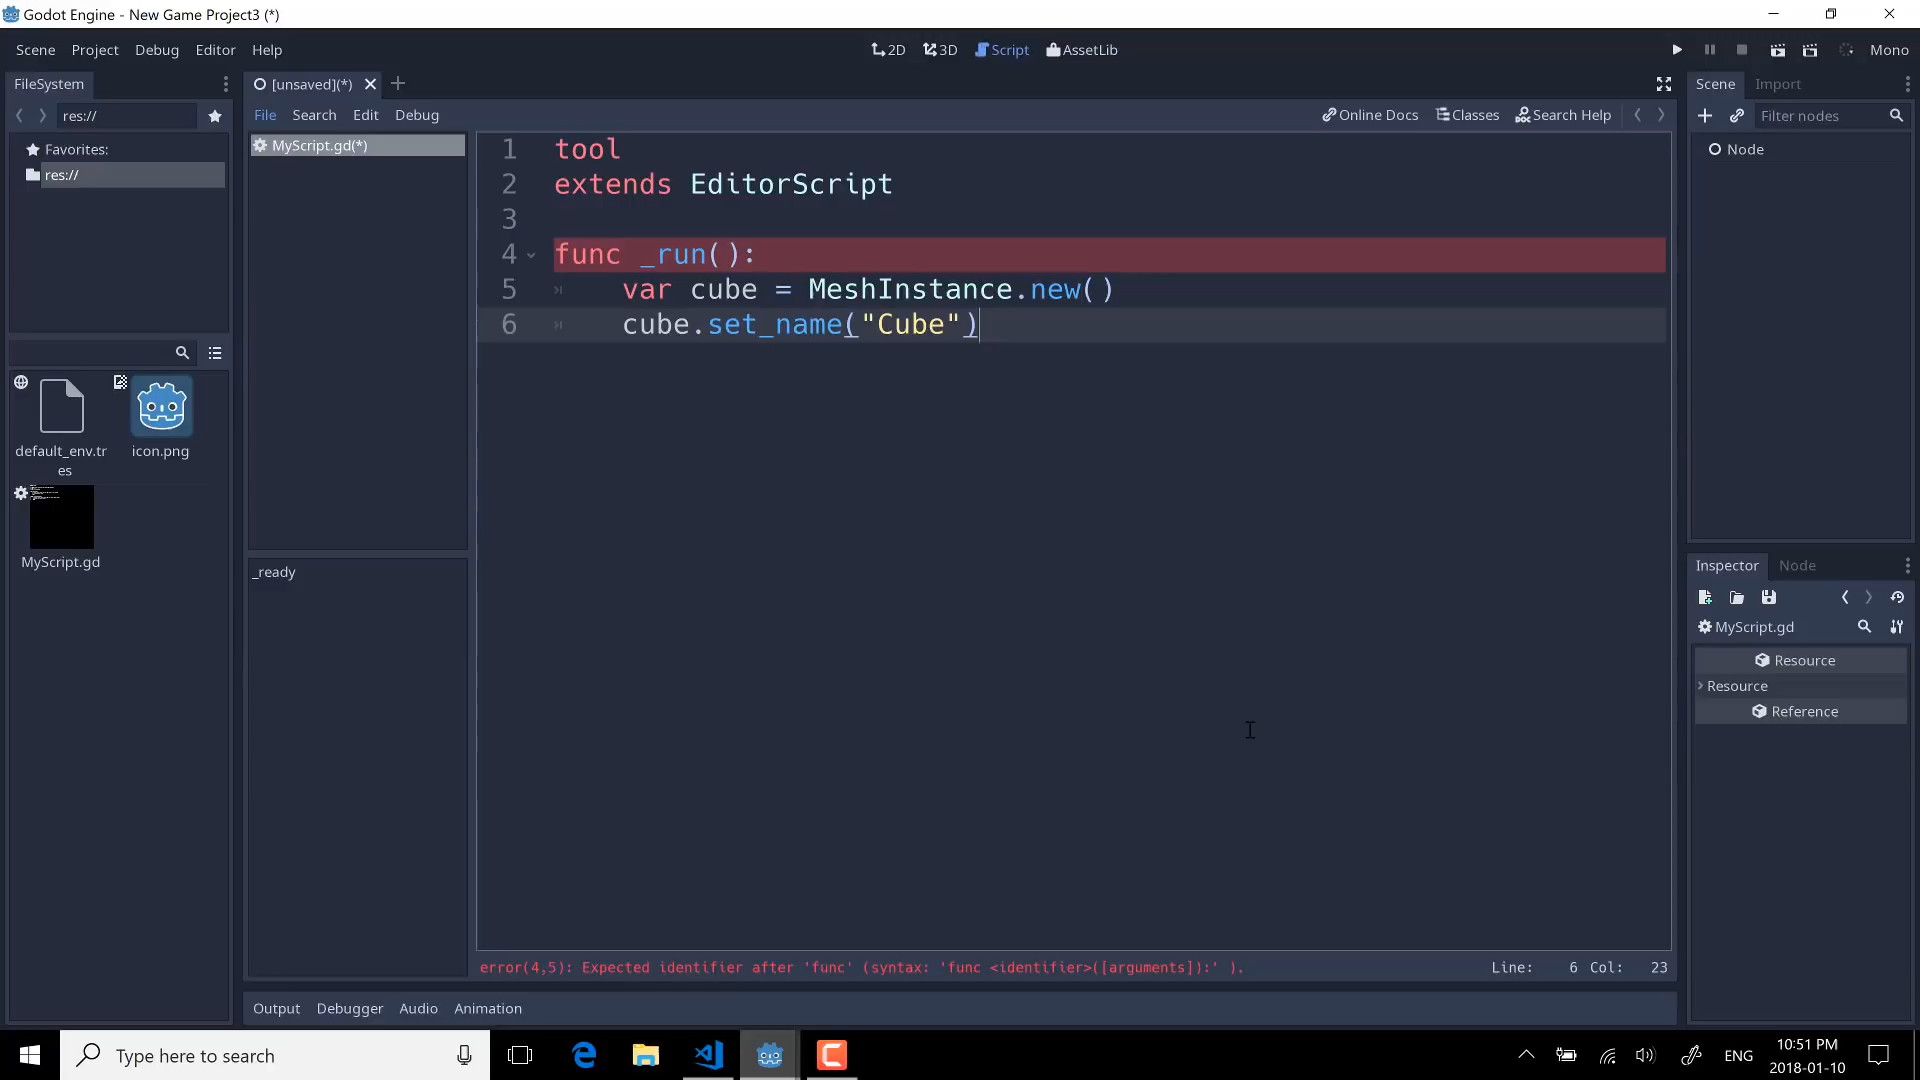 Godot Engine - New Game Project3 (*)
Scene Project Debug Editor Help
2D 3D Script AssetLib
Mono
FileSystem
[unsaved](*)
Scene Import
res://
File Search Edit Debug
Online Docs Classes Search Help
Filter nodes
Favorites:
res://
MyScript.gd(*)
Node
1 tool
2 extends EditorScript
3
4 func _run():
5 var cube = MeshInstance.new()
6 cube.set_name("Cube")
default_env.tr
es
icon.png
MyScript.gd
_ready
Inspector Node
MyScript.gd
Resource
Resource
Reference
error(4,5): Expected identifier after 'func' (syntax: 'func <identifier>([arguments]):' ).
Line: 6 Col: 23
Output Debugger Audio Animation
Type here to search
ENG
10:51 PM
2018-01-10